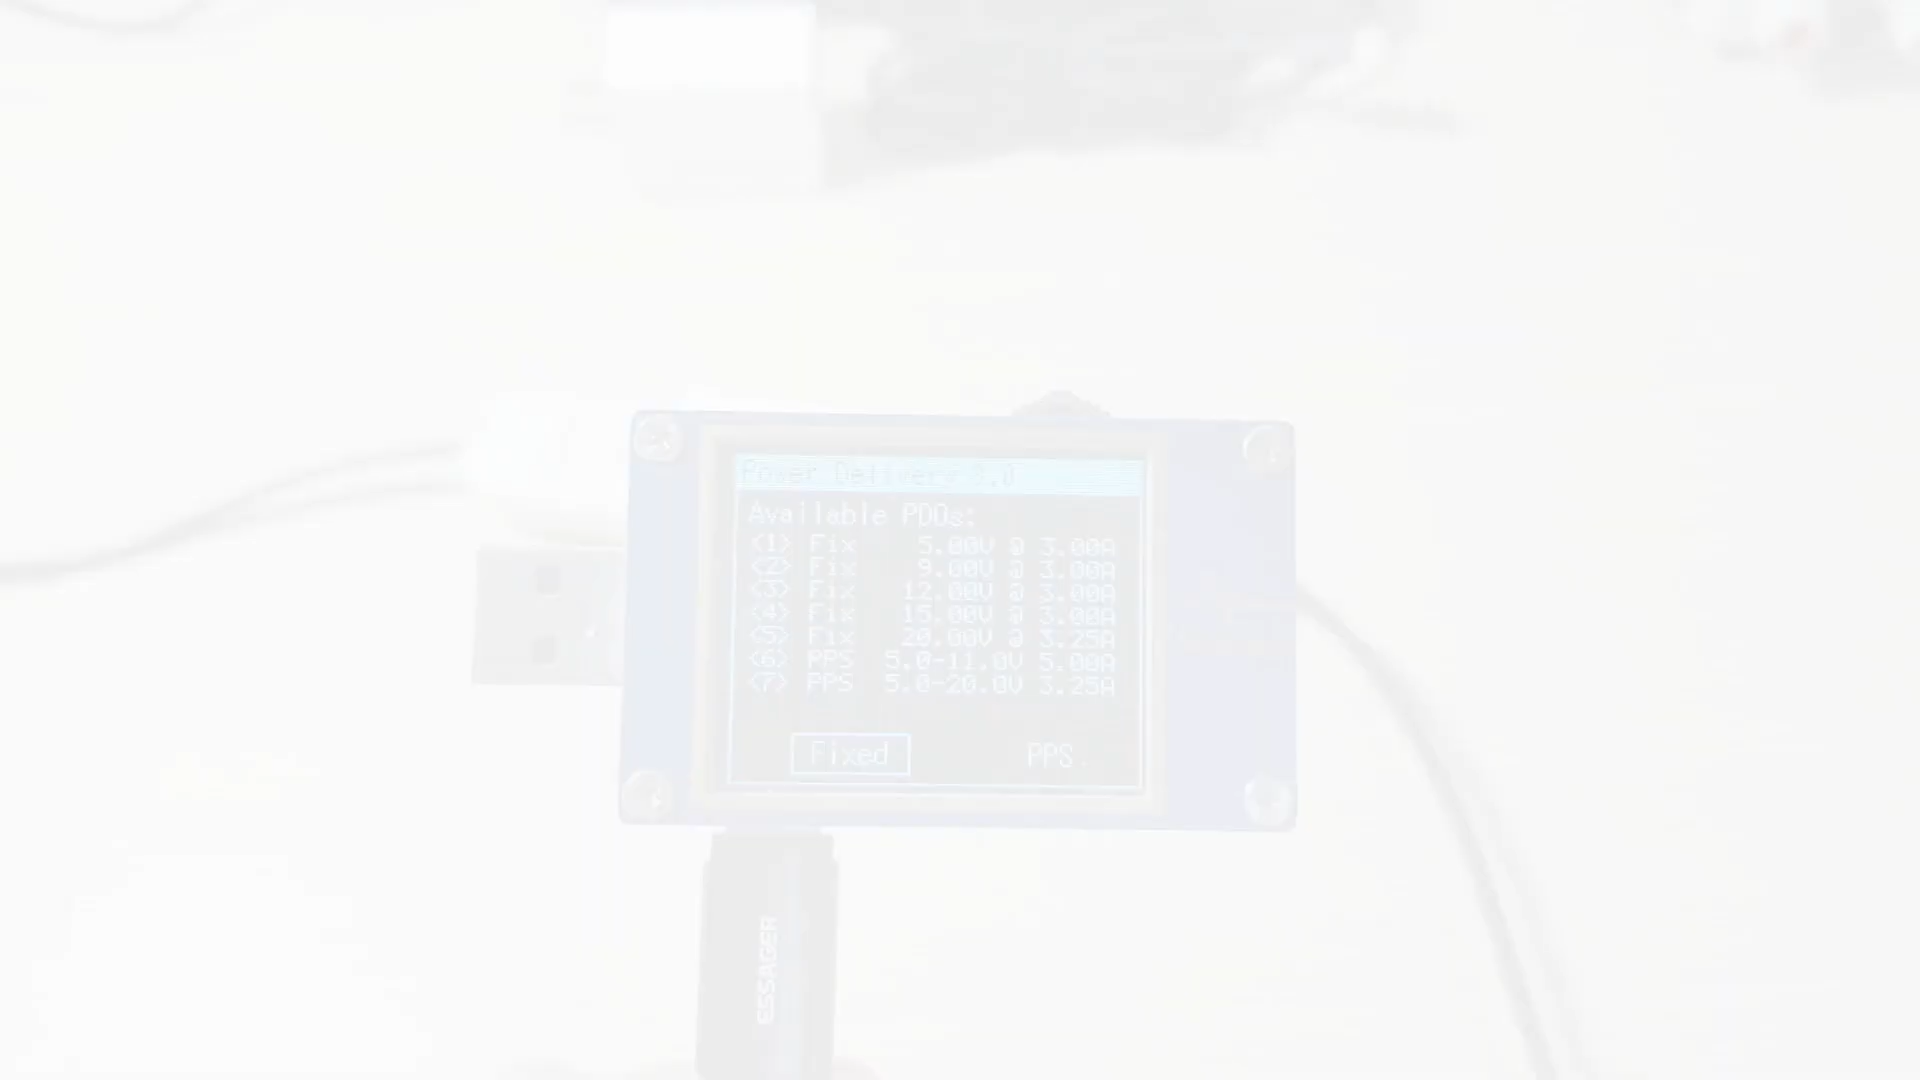 Power Delivery 3.0
Available PDOs:
<1> Fix 5.00V @ 3.00A
<2> Fix 9.00V @ 3.00A
<3> Fix 12.00V @ 3.00A
<4> Fix 15.00V @ 3.00A
<5> Fix 20.00V @ 3.25A
<6> PPS 5.0-11.0V 5.00A
<7> PPS 5.0-20.0V 3.25A
Fixed PPS
ESSAGER